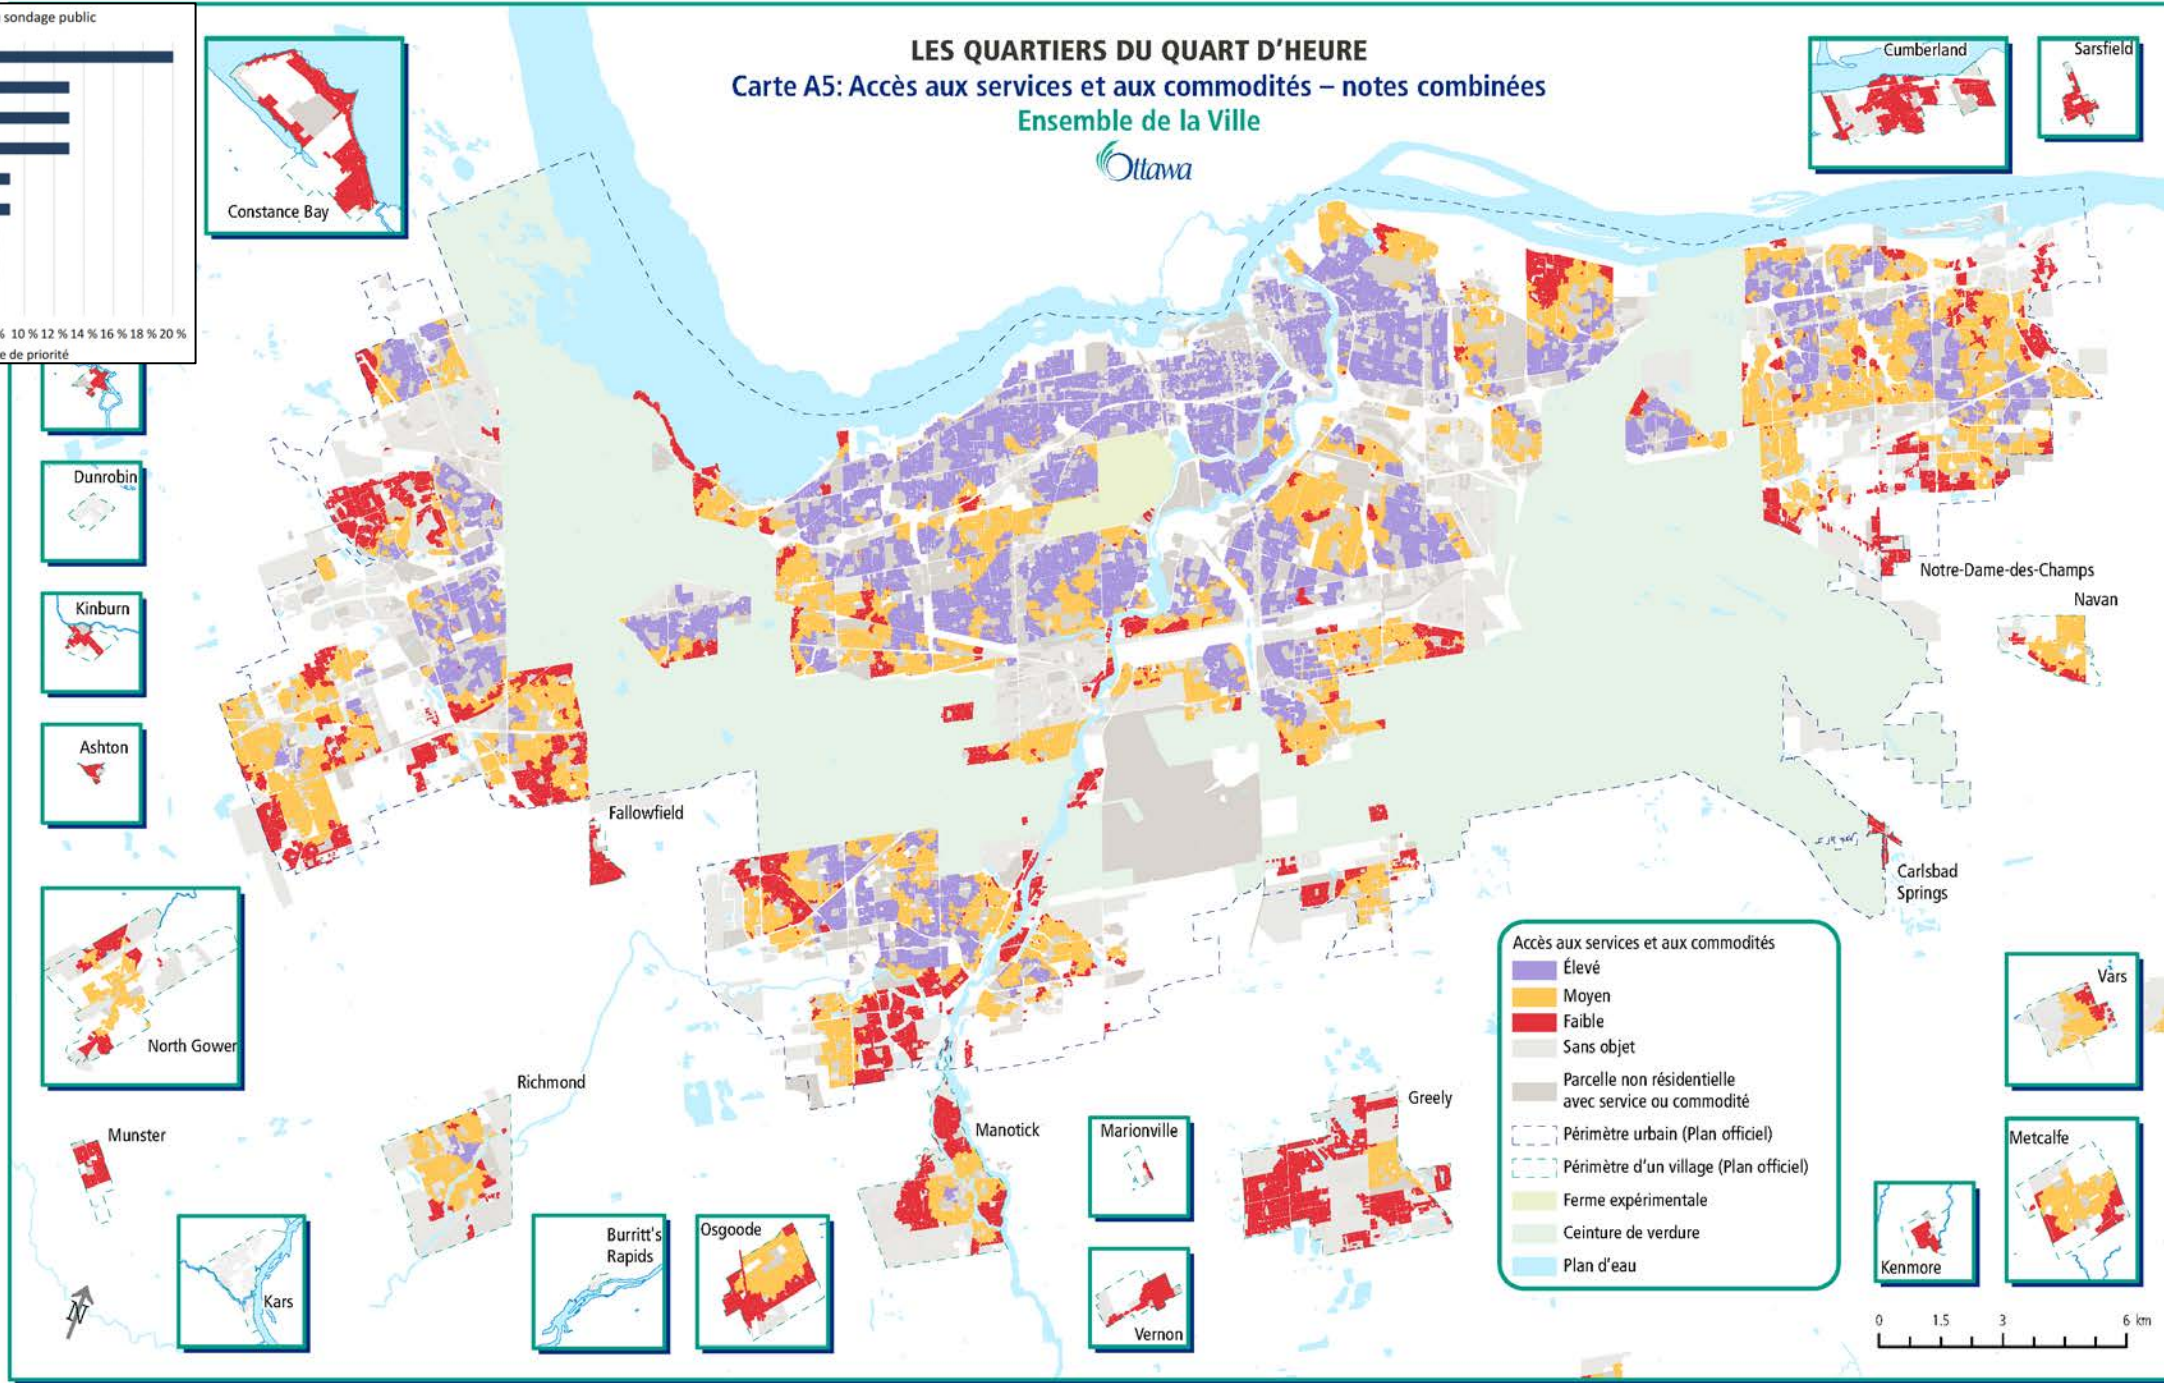 sondage public
10 % 12 % 14 % 16 % 18 % 20 %
e de priorité
LES QUARTIERS DU QUART D'HEURE
Carte A5: Accès aux services et aux commodités – notes combinées
Ensemble de la Ville
Ottawa
Constance Bay
Cumberland
Sarsfield
Dunrobin
Kinburn
Ashton
Notre-Dame-des-Champs
Navan
Fallowfield
Carlsbad
Springs
North Gower
Richmond
Munster
Kars
Burritt's
Rapids
Osgoode
Manotick
Marionville
Vernon
Greely
Accès aux services et aux commodités
Élevé
Moyen
Faible
Sans objet
Parcelle non résidentielle
avec service ou commodité
Périmètre urbain (Plan officiel)
Périmètre d'un village (Plan officiel)
Ferme expérimentale
Ceinture de verdure
Plan d'eau
Vars
Metcalfe
Kenmore
N
0 1.5 3 6 km